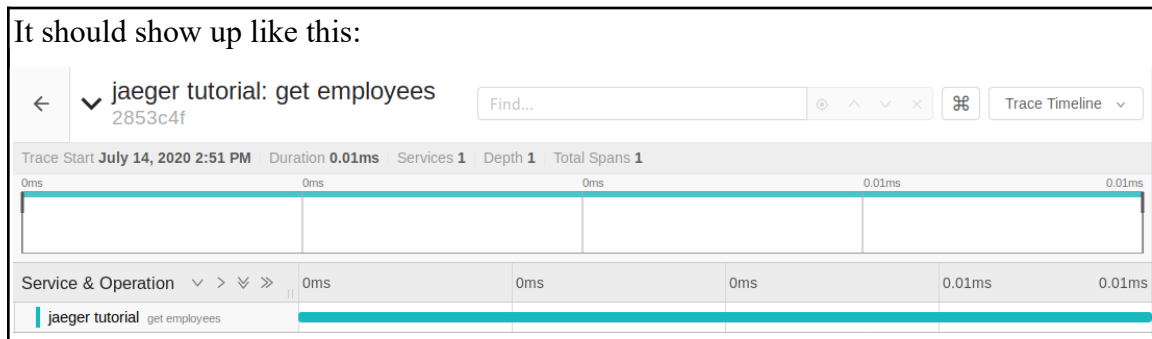 It should show up like this:
jaeger tutorial: get employees
2853c4f
Find...
Trace Timeline
Trace Start July 14, 2020 2:51 PM Duration 0.01ms Services 1 Depth 1 Total Spans 1
0ms 0ms 0ms 0.01ms 0.01ms
Service & Operation 0ms 0ms 0ms 0.01ms 0.01ms
jaeger tutorial get employees